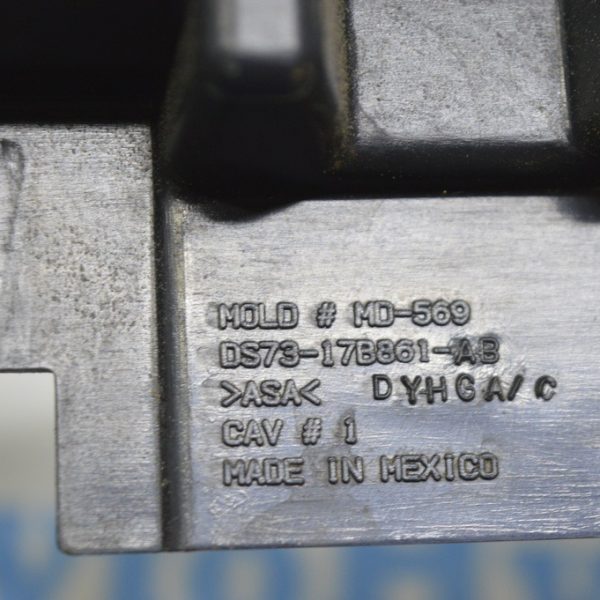 MOLD # MD-569
DS73-17B861-AB
>ASA< DYHGA/C
CAV # 1
MADE IN MEXICO